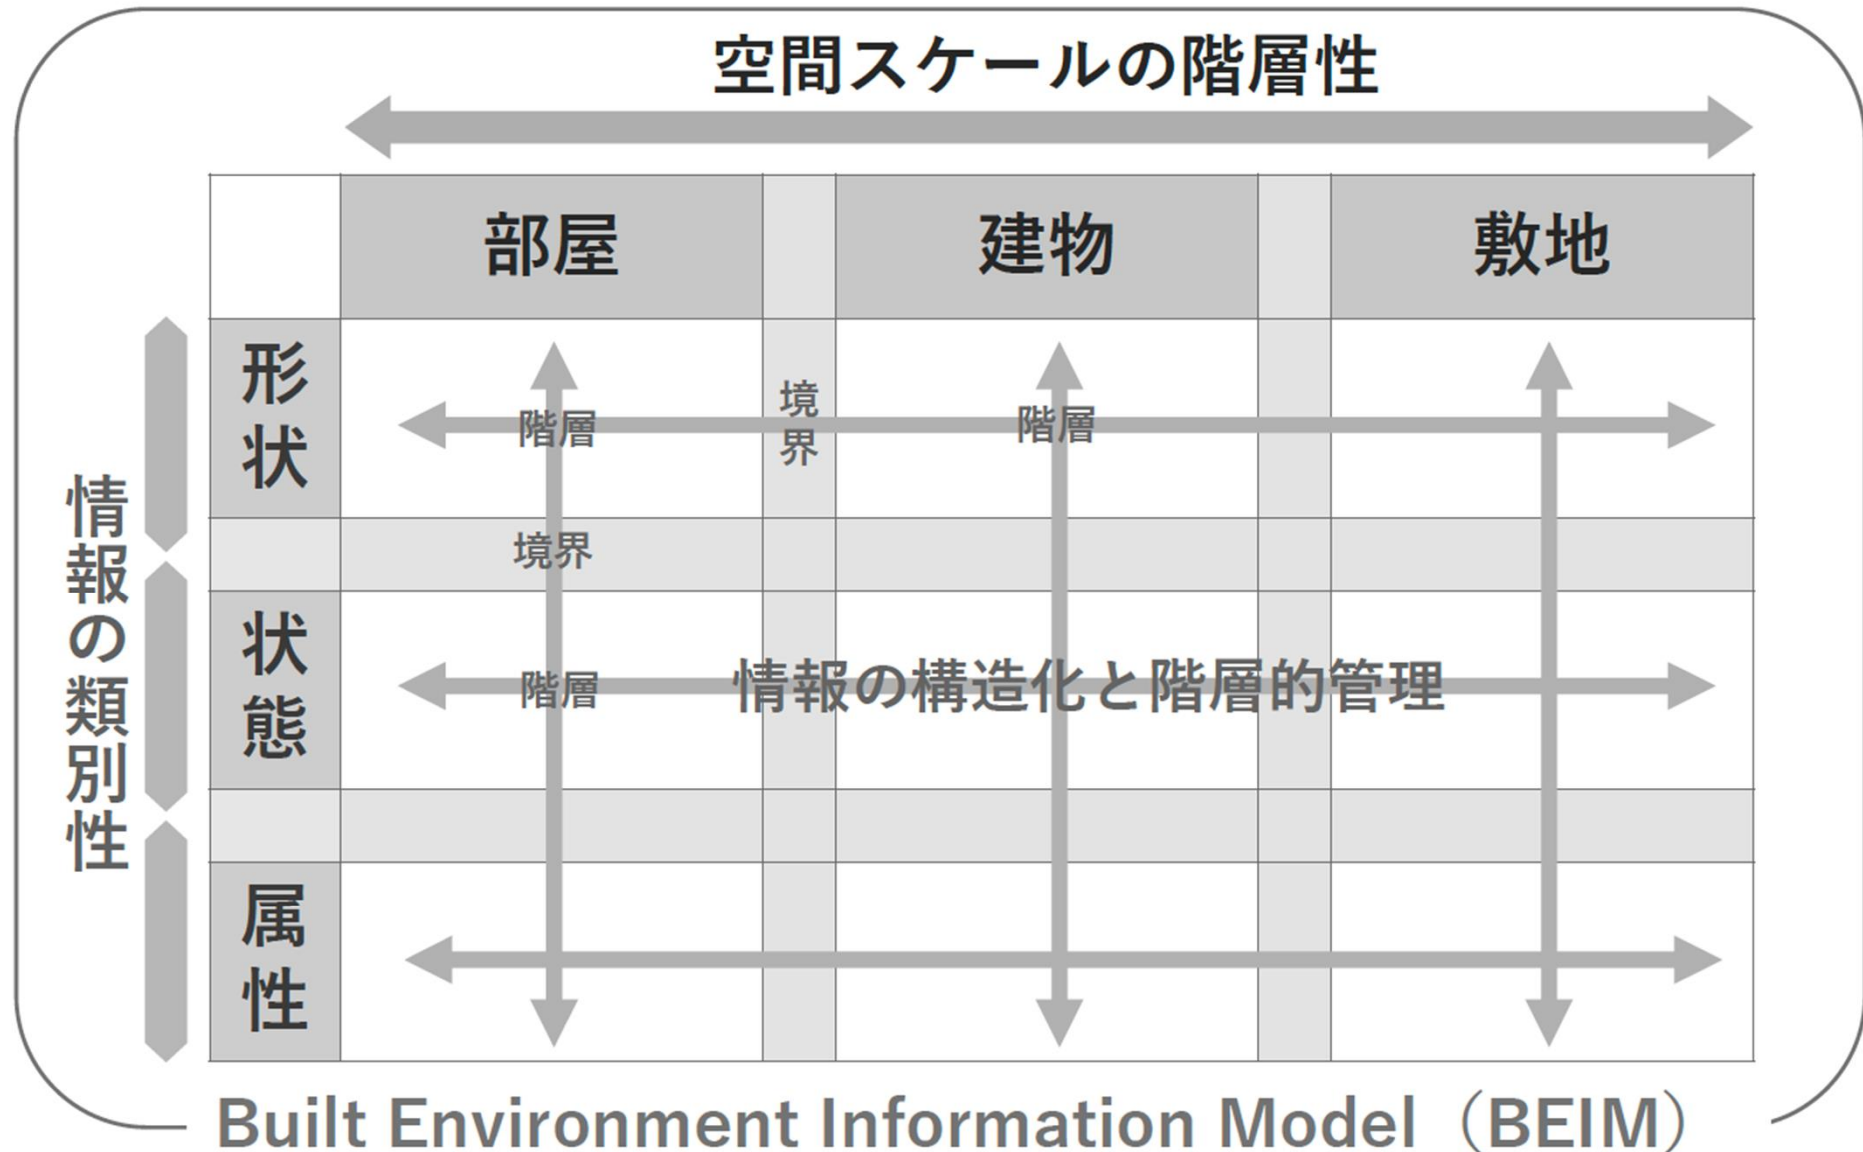 空間スケールの階層性
部屋
建物
敷地
情報の類別性
形状
階層
境界
階層
境界
状態
階層
情報の構造化と階層的管理
属性
Built Environment Information Model（BEIM）